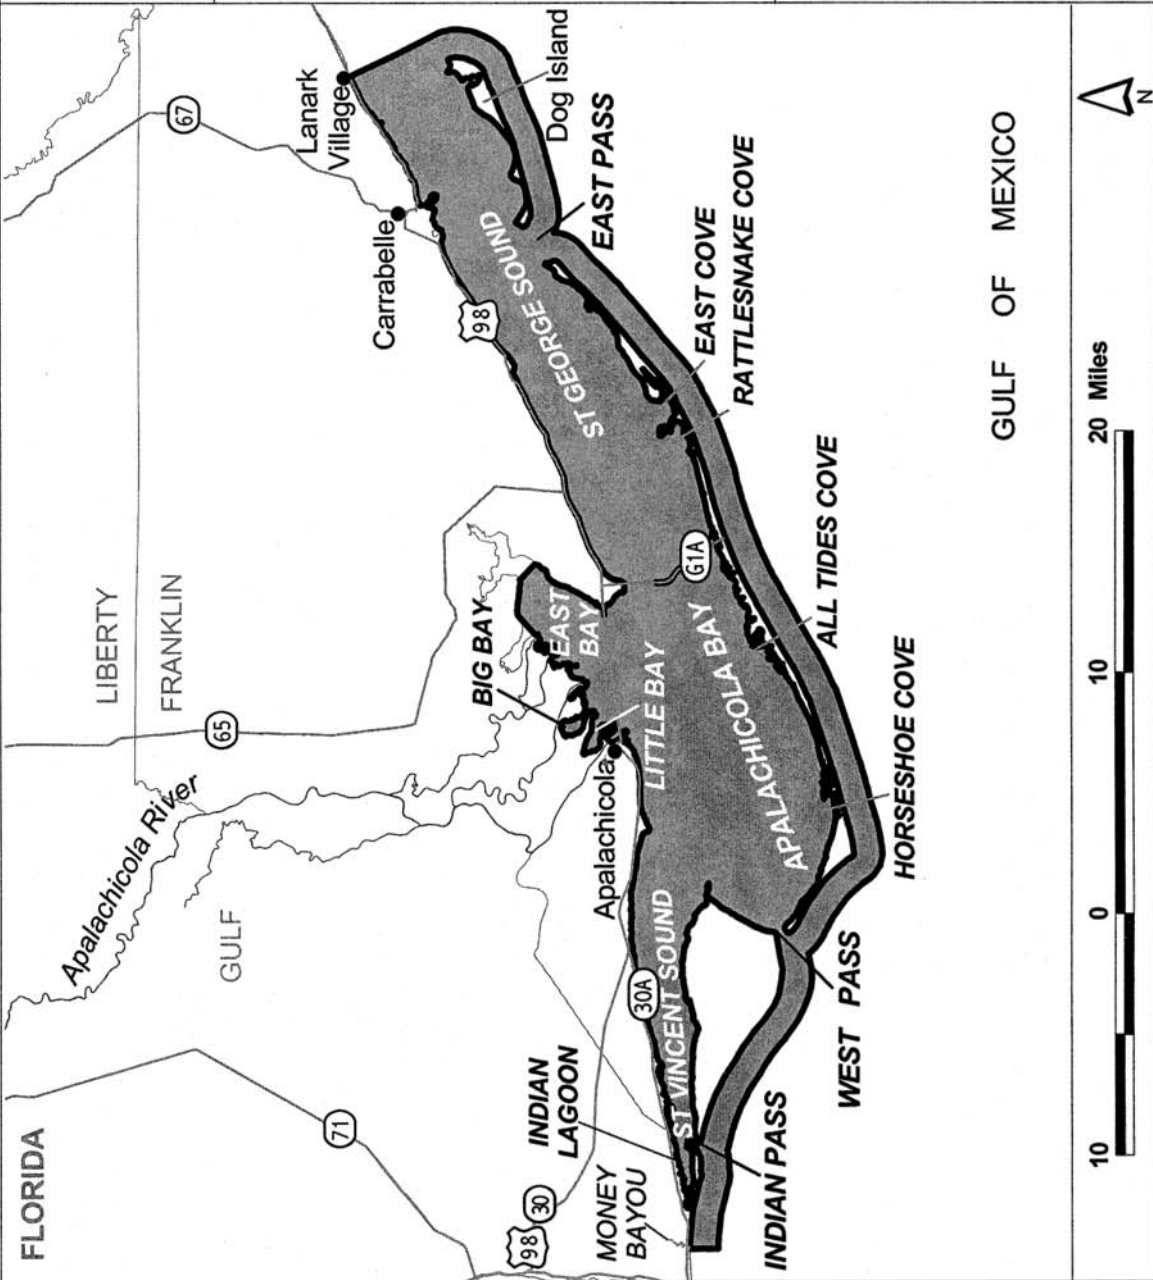 FLORIDA
LIBERTY
FRANKLIN
GULF
Apalachicola River
67
65
71
Lanark
Village
Carrabelle
98
Dog Island
EAST PASS
ST GEORGE SOUND
EAST COVE
RATTLESNAKE COVE
BIG BAY
EAST
BAY
G1A
LITTLE BAY
Apalachicola
APALACHICOLA BAY
ALL TIDES COVE
HORSESHOE COVE
30A
ST VINCENT SOUND
INDIAN
LAGOON
98
30
MONEY
BAYOU
INDIAN PASS
WEST PASS
GULF OF MEXICO
10 0 10 20 Miles
N